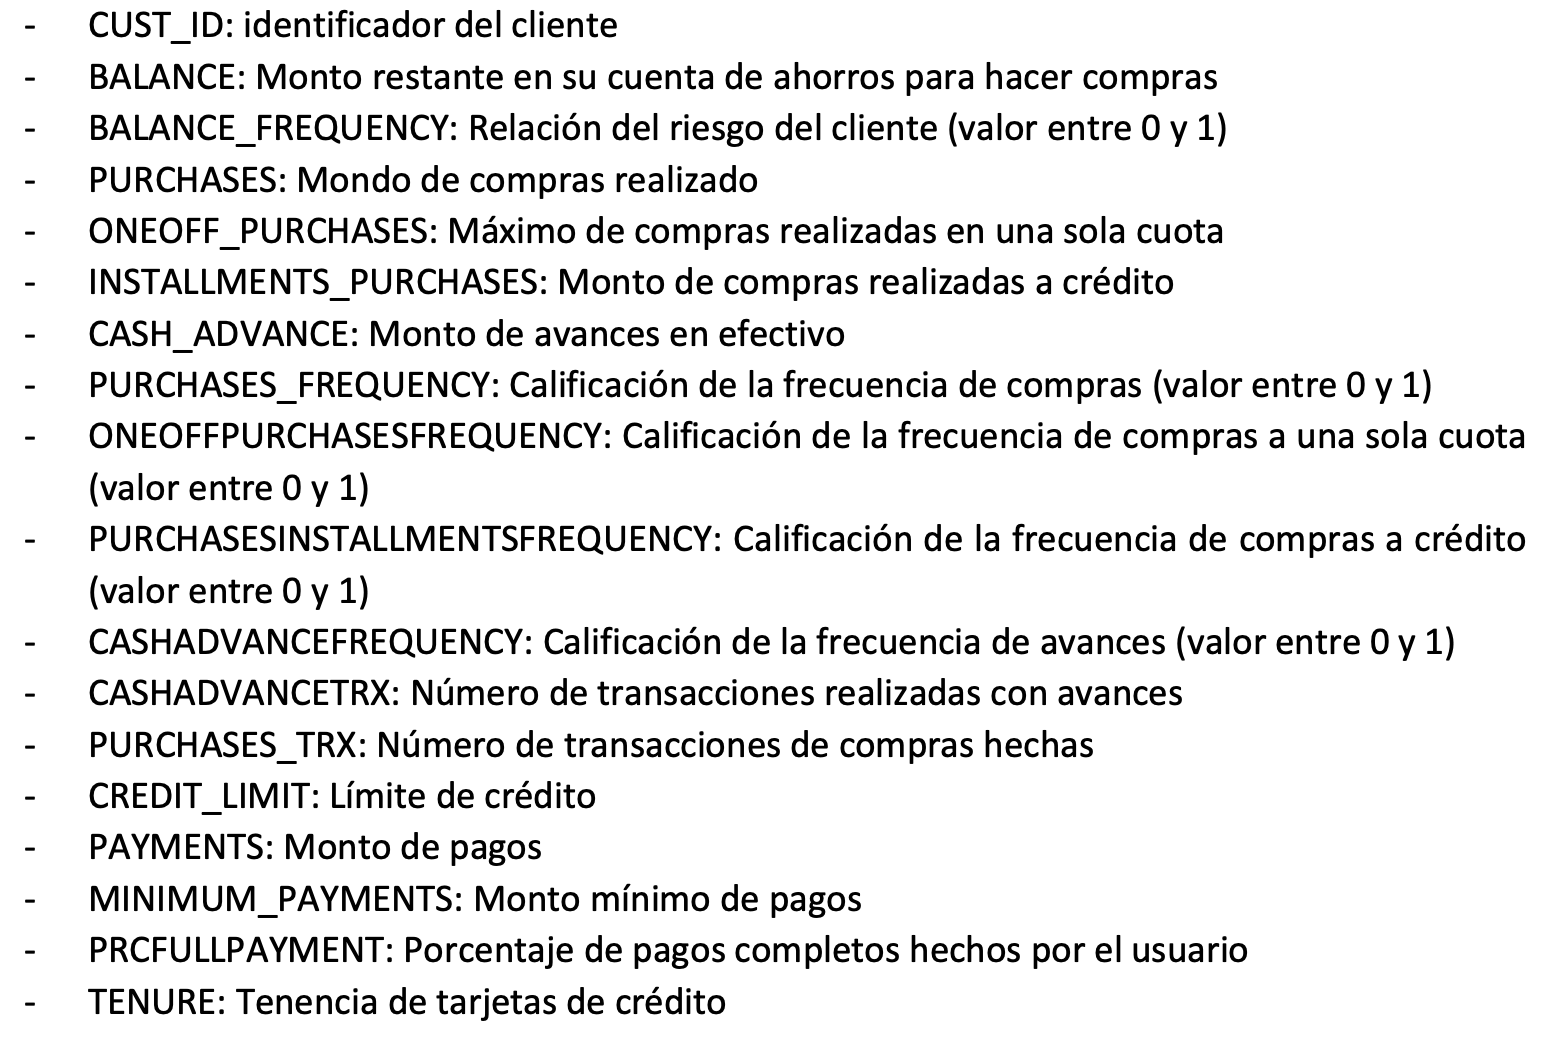 - CUST_ID: identificador del cliente
- BALANCE: Monto restante en su cuenta de ahorros para hacer compras
- BALANCE_FREQUENCY: Relación del riesgo del cliente (valor entre 0 y 1)
- PURCHASES: Mondo de compras realizado
- ONEOFF_PURCHASES: Máximo de compras realizadas en una sola cuota
- INSTALLMENTS_PURCHASES: Monto de compras realizadas a crédito
- CASH_ADVANCE: Monto de avances en efectivo
- PURCHASES_FREQUENCY: Calificación de la frecuencia de compras (valor entre 0 y 1)
- ONEOFFPURCHASESFREQUENCY: Calificación de la frecuencia de compras a una sola cuota
(valor entre 0 y 1)
- PURCHASESINSTALLMENTSFREQUENCY: Calificación de la frecuencia de compras a crédito
(valor entre 0 y 1)
- CASHADVANCEFREQUENCY: Calificación de la frecuencia de avances (valor entre 0 y 1)
- CASHADVANCETRX: Número de transacciones realizadas con avances
- PURCHASES_TRX: Número de transacciones de compras hechas
- CREDIT_LIMIT: Límite de crédito
- PAYMENTS: Monto de pagos
- MINIMUM_PAYMENTS: Monto mínimo de pagos
- PRCFULLPAYMENT: Porcentaje de pagos completos hechos por el usuario
- TENURE: Tenencia de tarjetas de crédito